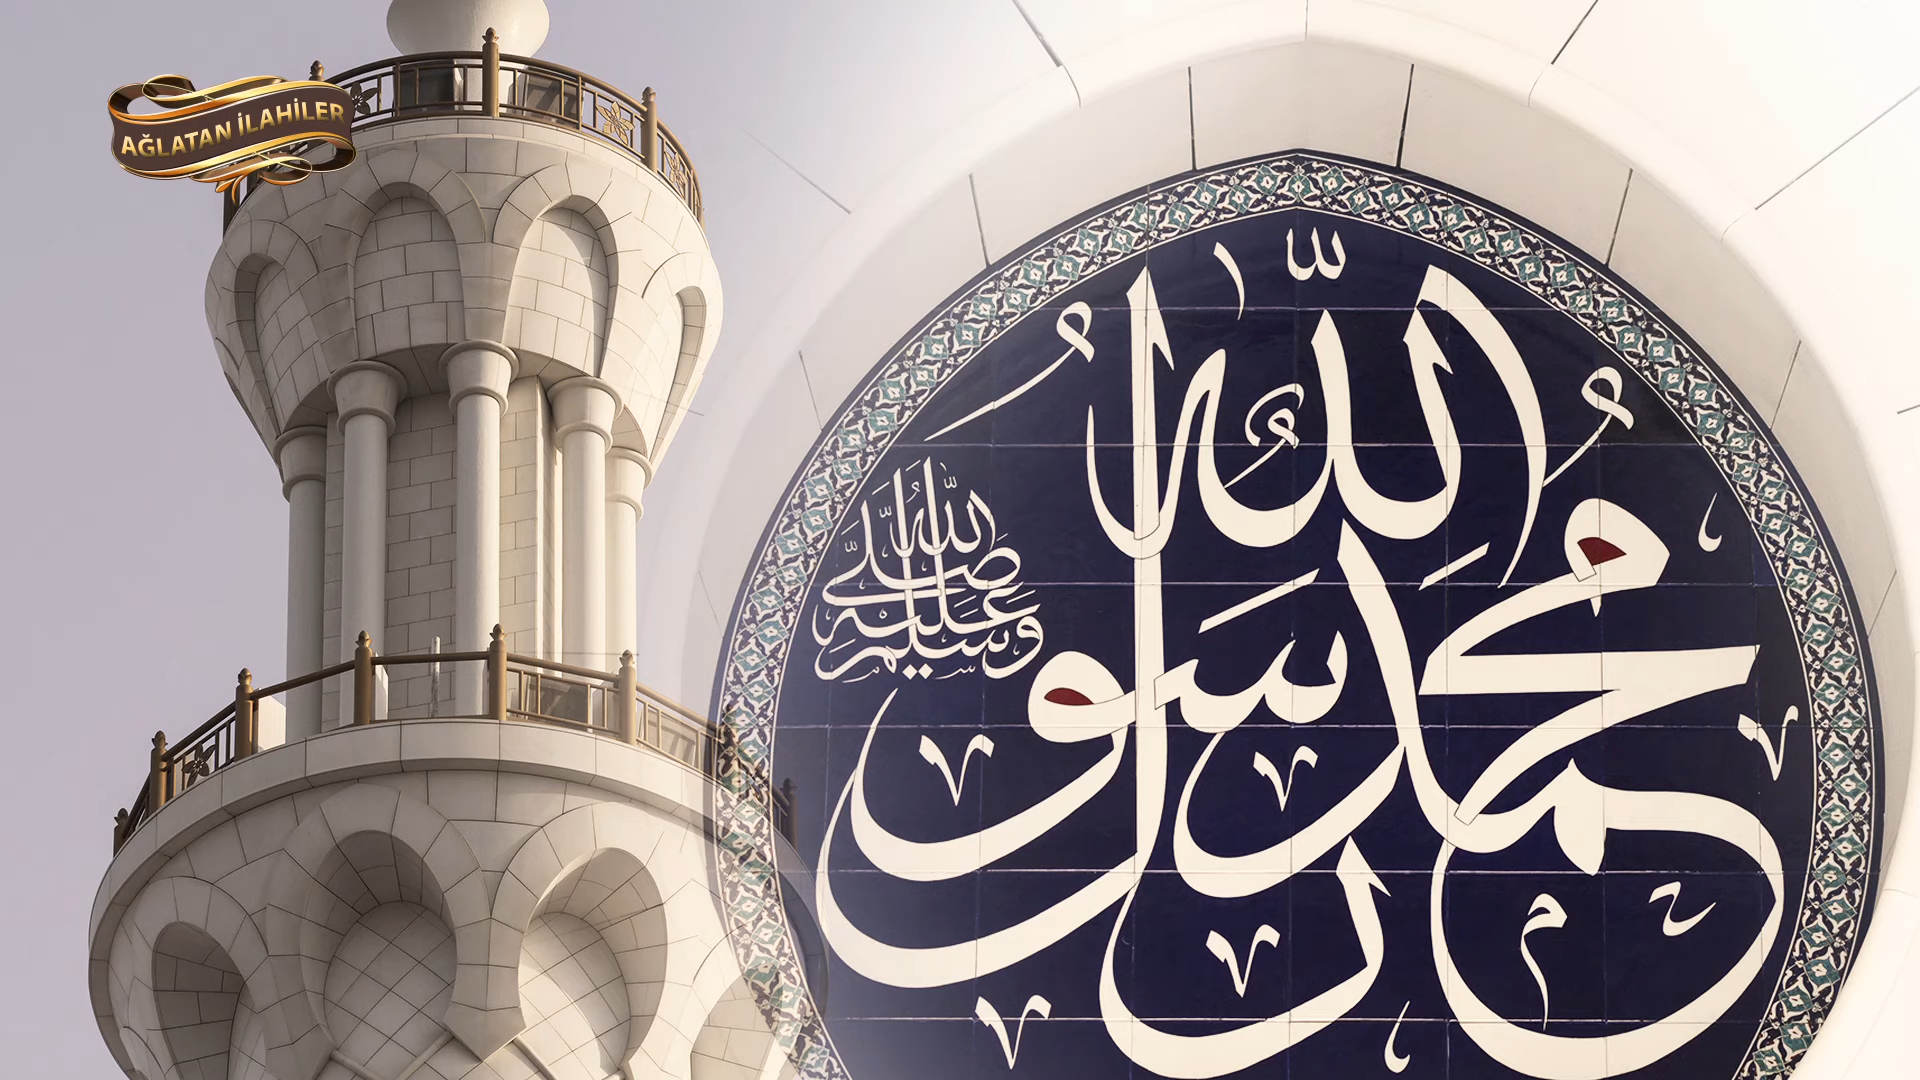 AĞLATAN İLAHİLER
محمد رسول الله
صلى الله عليه وسلم